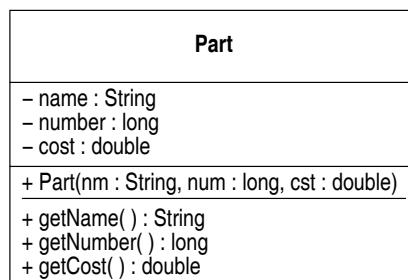 Part
– name : String
– number : long
– cost : double
+ Part(nm : String, num : long, cst : double)
+ getName( ) : String
+ getNumber( ) : long
+ getCost( ) : double